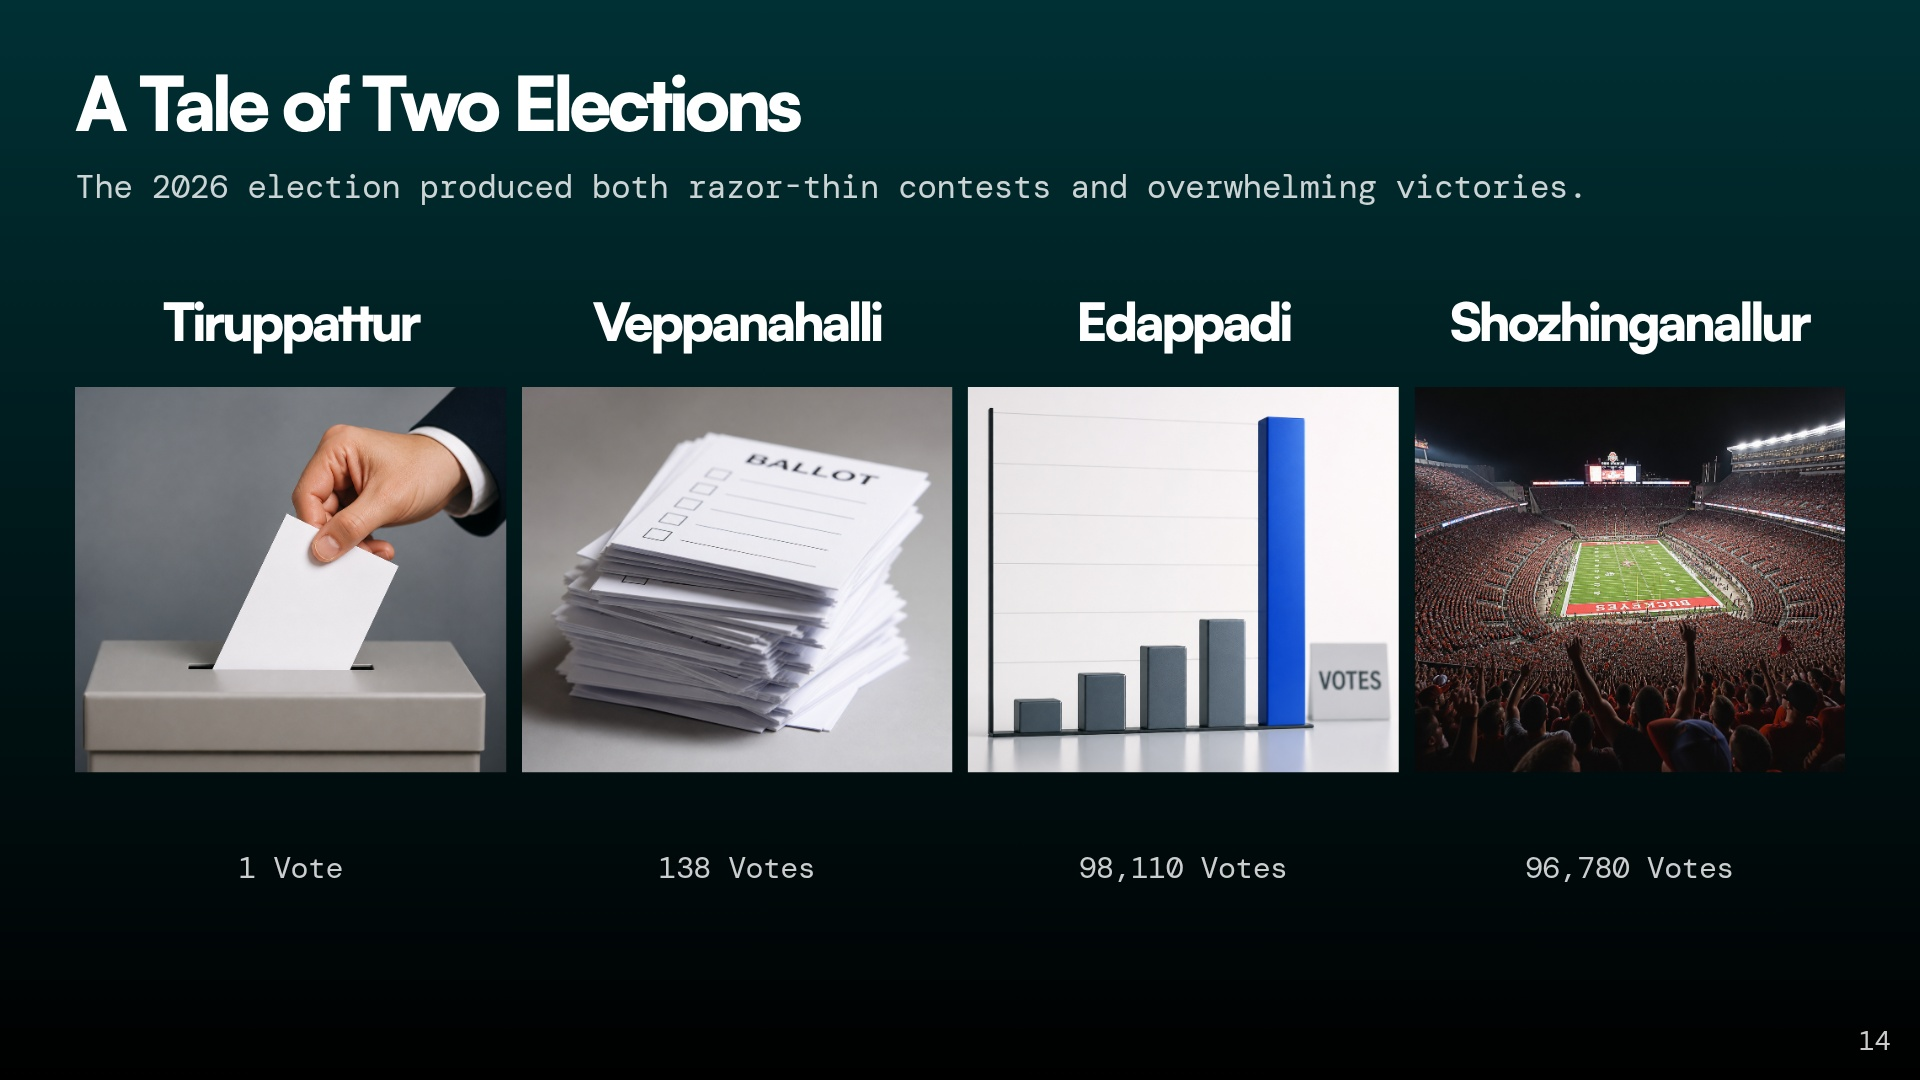 A Tale of Two Elections
The 2026 election produced both razor-thin contests and overwhelming victories.
Tiruppattur
Veppanahalli
Edappadi
Shozhinganallur
BALLOT
VOTES
BUCKEYES
1 Vote
138 Votes
98,110 Votes
96,780 Votes
14